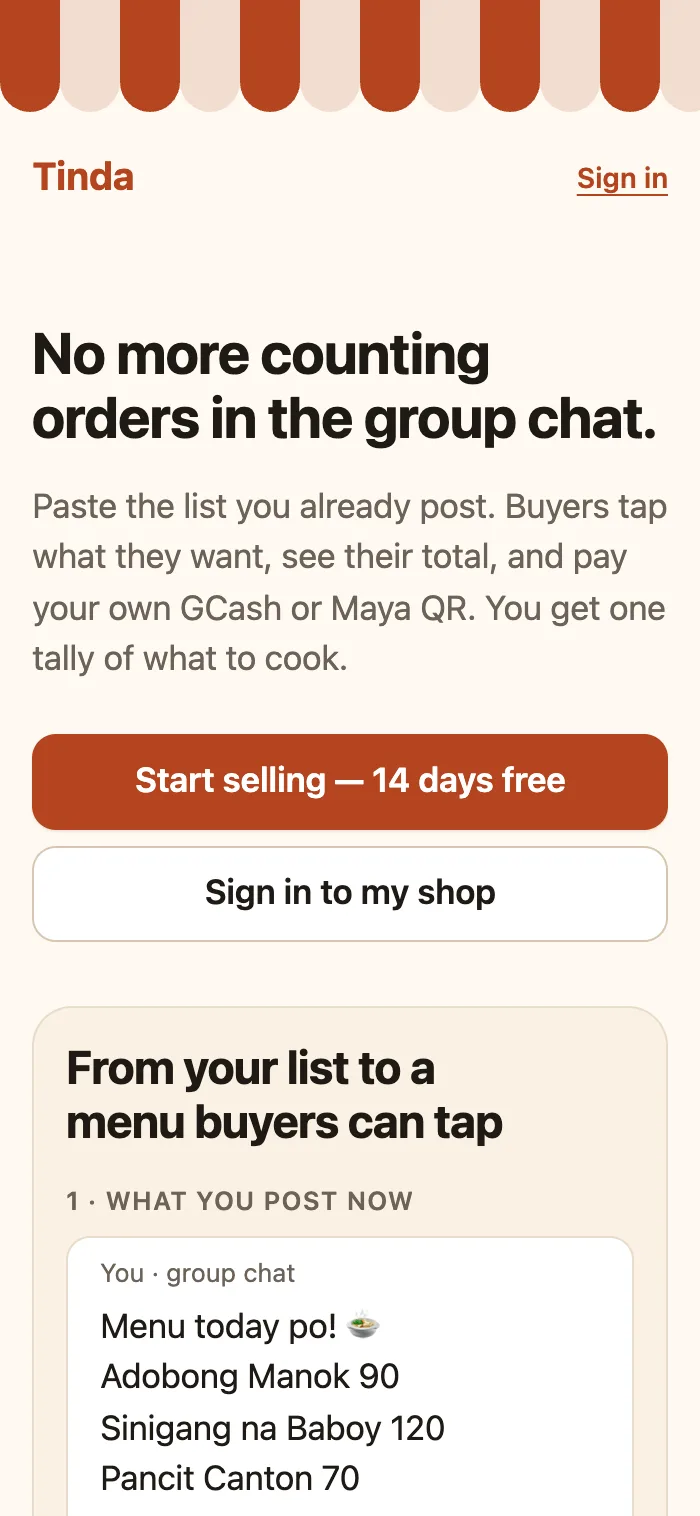 Tinda
Sign in
No more counting
orders in the group chat.
Paste the list you already post. Buyers tap
what they want, see their total, and pay
your own GCash or Maya QR. You get one
tally of what to cook.
Start selling — 14 days free
Sign in to my shop
From your list to a
menu buyers can tap
1 · WHAT YOU POST NOW
You · group chat
Menu today po! 🍲
Adobong Manok 90
Sinigang na Baboy 120
Pancit Canton 70